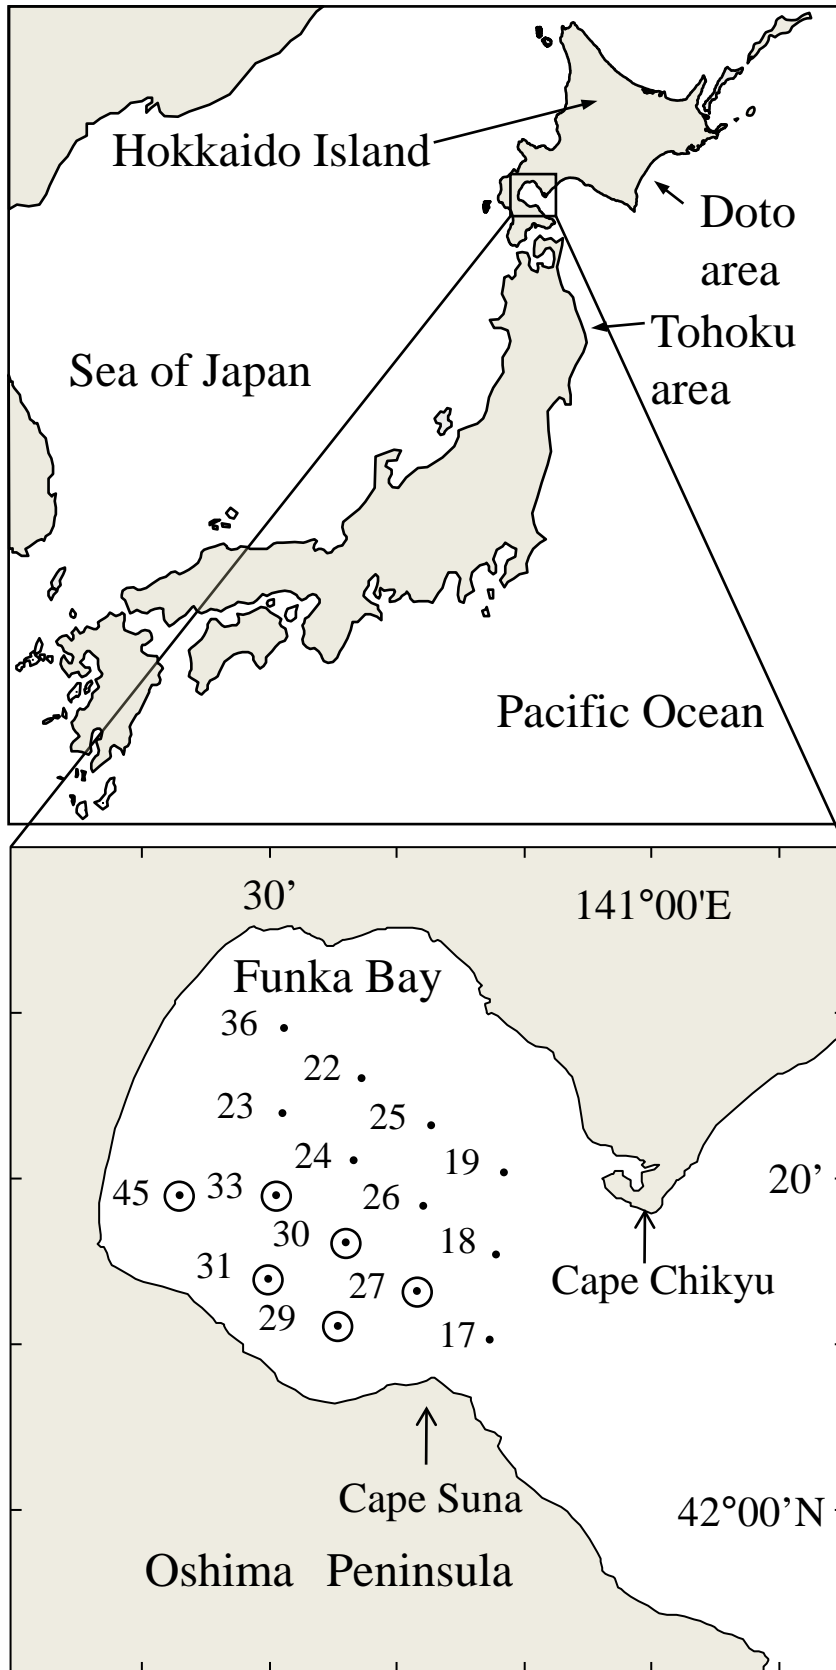 Hokkaido Island
Doto
area
Tohoku
area
Sea of Japan
Pacific Ocean
30’
141°00'E
Funka Bay
36
22
23
25
24
19
45
33
26
20’
30
18
31
27
Cape Chikyu
29
17
Cape Suna
42°00’N
Oshima Peninsula